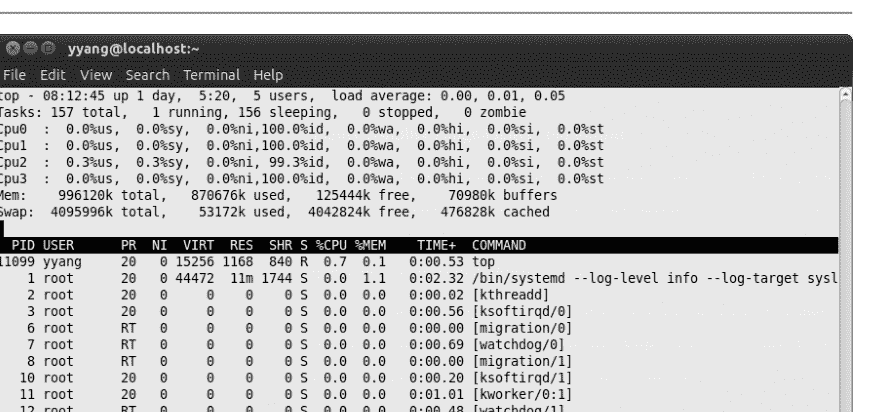 yyang@localhost:~
File Edit View Search Terminal Help
top - 08:12:45 up 1 day, 5:20, 5 users, load average: 0.00, 0.01, 0.05
Tasks: 157 total, 1 running, 156 sleeping, 0 stopped, 0 zombie
Cpu0 : 0.0%us, 0.0%sy, 0.0%ni,100.0%id, 0.0%wa, 0.0%hi, 0.0%si, 0.0%st
Cpu1 : 0.0%us, 0.0%sy, 0.0%ni,100.0%id, 0.0%wa, 0.0%hi, 0.0%si, 0.0%st
Cpu2 : 0.3%us, 0.3%sy, 0.0%ni, 99.3%id, 0.0%wa, 0.0%hi, 0.0%si, 0.0%st
Cpu3 : 0.0%us, 0.0%sy, 0.0%ni,100.0%id, 0.0%wa, 0.0%hi, 0.0%si, 0.0%st
Mem: 996120k total, 870676k used, 125444k free, 70980k buffers
Swap: 4095996k total, 53172k used, 4042824k free, 476828k cached
PID USER PR NI VIRT RES SHR S %CPU %MEM TIME+ COMMAND
11099 yyang 20 0 15256 1168 840 R 0.7 0.1 0:00.53 top
1 root 20 0 44472 11m 1744 S 0.0 1.1 0:02.32 /bin/systemd --log-level info --log-target sysl
2 root 20 0 0 0 0 S 0.0 0.0 0:00.02 [kthreadd]
3 root 20 0 0 0 0 S 0.0 0.0 0:00.56 [ksoftirqd/0]
6 root RT 0 0 0 0 S 0.0 0.0 0:00.00 [migration/0]
7 root RT 0 0 0 0 S 0.0 0.0 0:00.69 [watchdog/0]
8 root RT 0 0 0 0 S 0.0 0.0 0:00.00 [migration/1]
10 root 20 0 0 0 0 S 0.0 0.0 0:00.20 [ksoftirqd/1]
11 root 20 0 0 0 0 S 0.0 0.0 0:01.01 [kworker/0:1]
12 root RT 0 0 0 0 S 0.0 0.0 0:00.48 [watchdog/1]